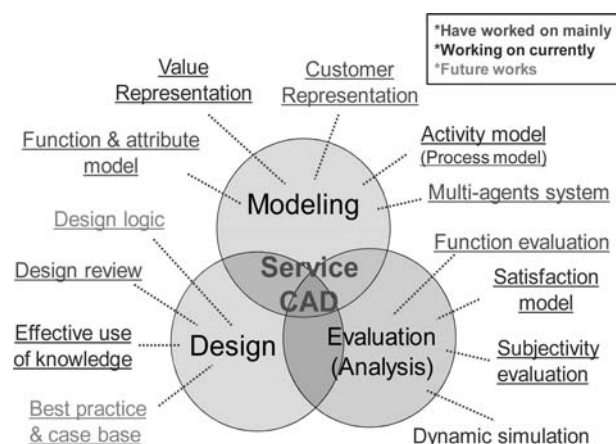 *Have worked on mainly
*Working on currently
*Future works
Value
Representation
Customer
Representation
Function & attribute
model
Activity model
(Process model)
Modeling
Multi-agents system
Design logic
Function evaluation
Service
CAD
Design review
Satisfaction
model
Effective use
of knowledge
Design
Evaluation
(Analysis)
Subjectivity
evaluation
Best practice
& case base
Dynamic simulation